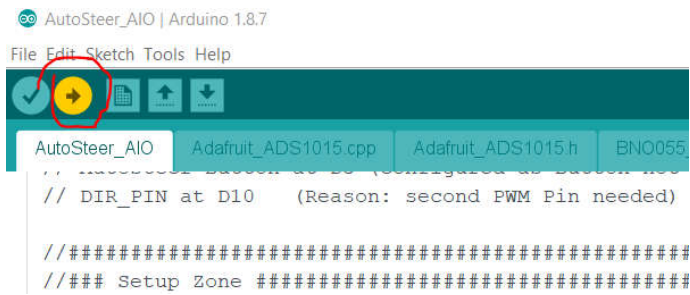 AutoSteer_AIO | Arduino 1.8.7
File Edit Sketch Tools Help
AutoSteer_AIO Adafruit_ADS1015.cpp Adafruit_ADS1015.h BNO055_
// DIR_PIN at D10 (Reason: second PWM Pin needed)
//##################################################
//### Setup Zone ###################################